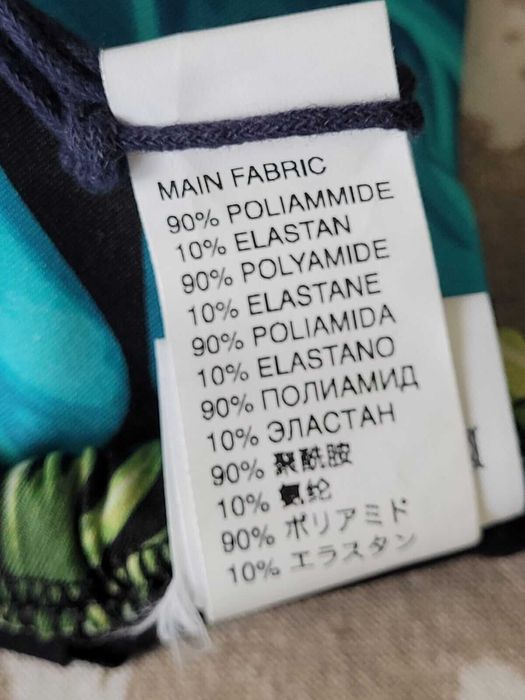 MAIN FABRIC
90% POLIAMMIDE
10% ELASTAN
90% POLYAMIDE
10% ELASTANE
90% POLIAMIDA
10% ELASTANO
90% ПОЛИАМИД
10% ЭЛАСТАН
90% 聚酰胺
10% 氨纶
90% ポリアミド
10% エラスタン